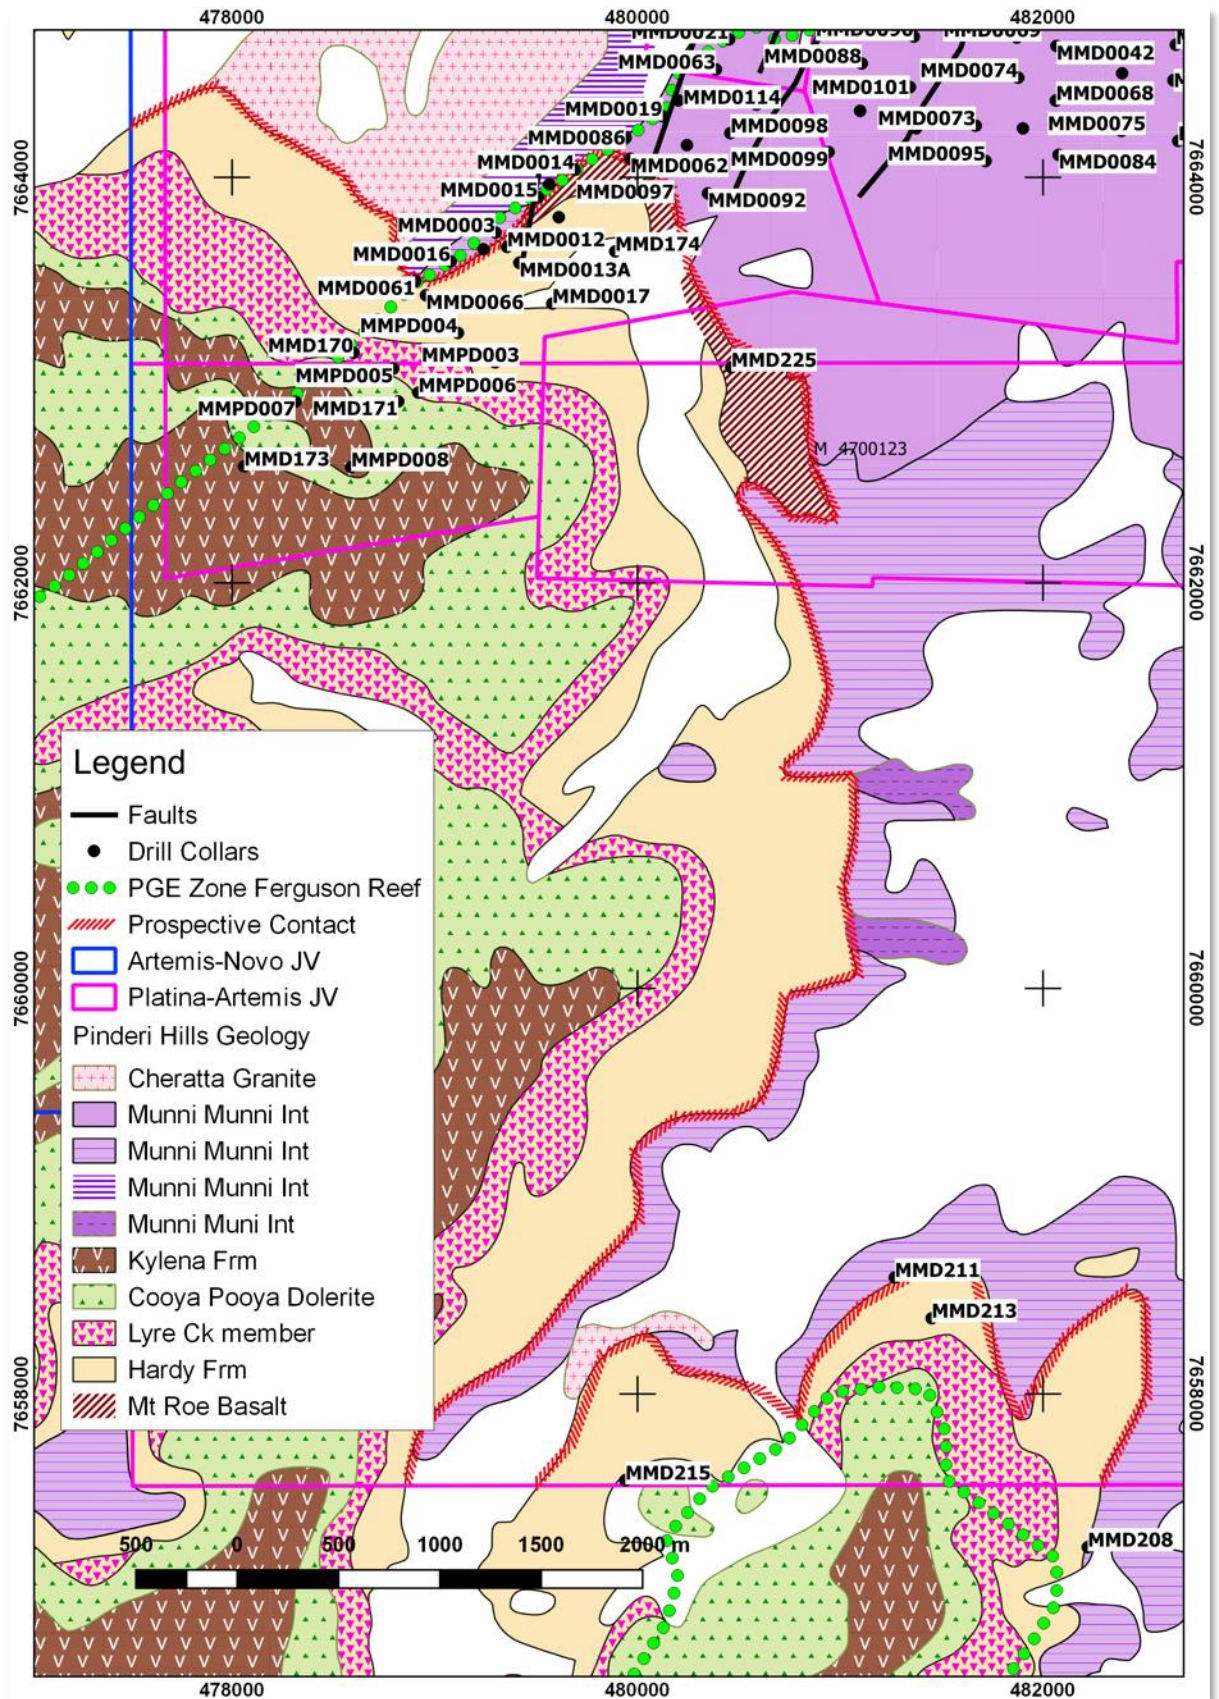 478000 480000 482000
MMD0021 MMD0090 MMD0069
MMD0063 MMD0088 MMD0074 MMD0042
MMD0114 MMD0101 MMD0068
MMD0019 MMD0073 MMD0075
MMD0086 MMD0098
MMD0014 MMD0062 MMD0099 MMD0095 MMD0084
MMD0015 MMD0097 MMD0092
MMD0003
MMD0016 MMD0012 MMD174
MMD0013A
MMD0061 MMD0066 MMD0017
MMPD004
MMD170 MMPD003 MMD225
MMPD005 MMPD006
MMPD007 MMD171
M 4700123
MMD173 MMPD008
7664000
7664000
7662000
7662000
7660000
7660000
7658000
7658000
Legend
Faults
Drill Collars
PGE Zone Ferguson Reef
Prospective Contact
Artemis-Novo JV
Platina-Artemis JV
Pinderi Hills Geology
Cheratta Granite
Munni Munni Int
Munni Munni Int
Munni Munni Int
Munni Muni Int
Kylena Frm
Cooya Pooya Dolerite
Lyre Ck member
Hardy Frm
Mt Roe Basalt
MMD211
MMD213
MMD215
MMD208
500 0 500 1000 1500 2000 m
478000 480000 482000